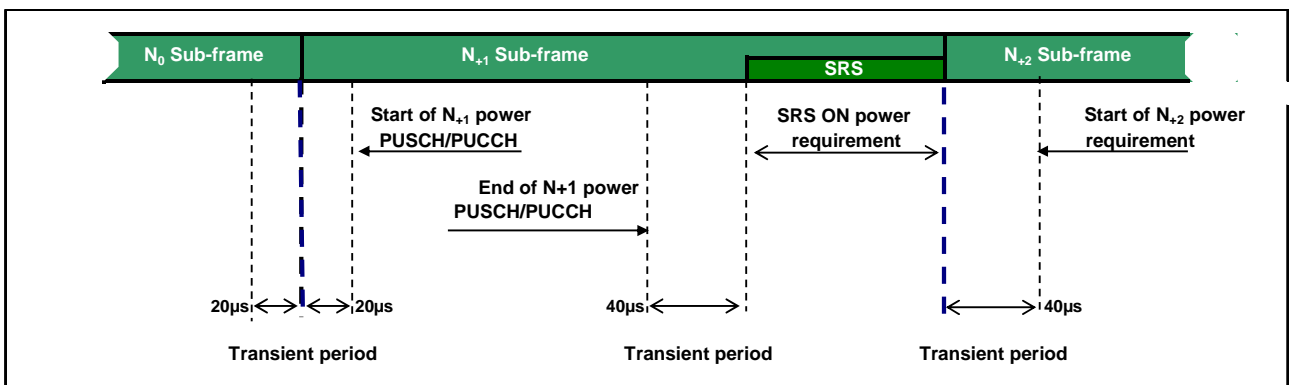 N₀ Sub-frame
N₊₁ Sub-frame
N₊₂ Sub-frame
SRS
Start of N₊₁ power
PUSCH/PUCCH
SRS ON power
requirement
Start of N₊₂ power
requirement
End of N+1 power
PUSCH/PUCCH
20µs
20µs
40µs
40µs
Transient period
Transient period
Transient period